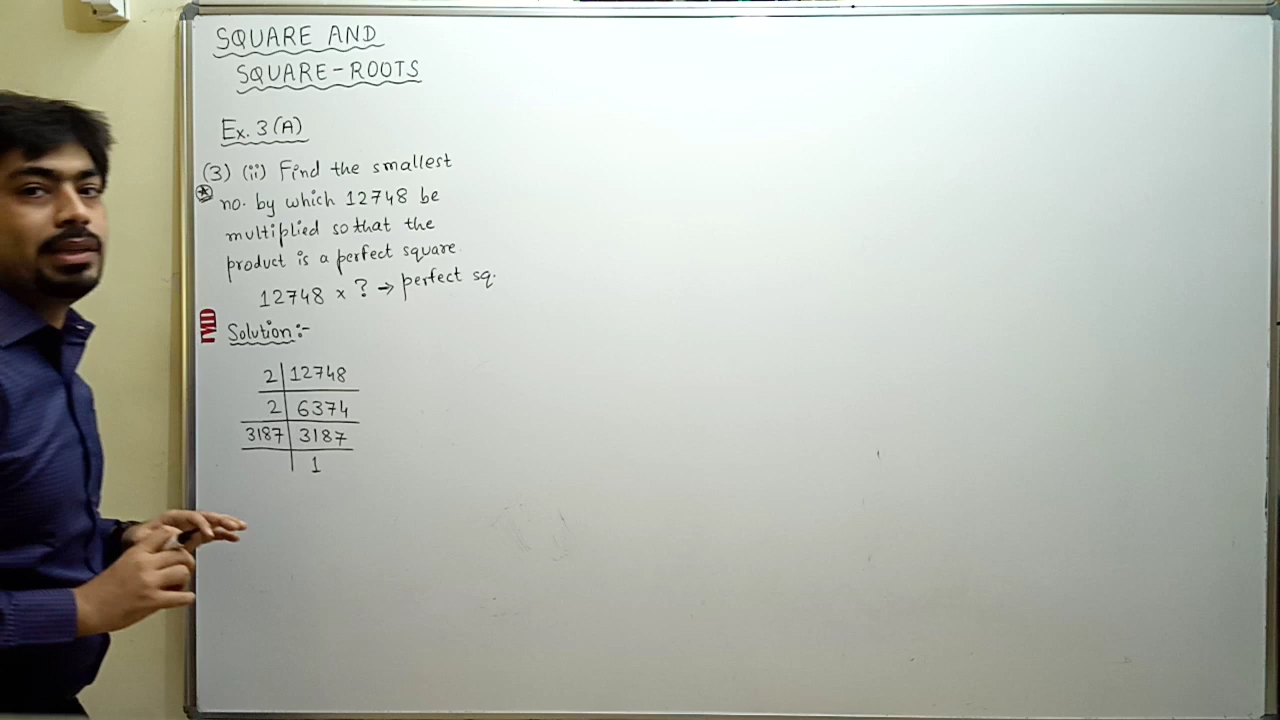 SQUARE AND
SQUARE-ROOTS
Ex. 3(A)
(3) (ii) Find the smallest
no. by which 12748 be
multiplied so that the
product is a perfect square.
12748 × ? → perfect sq.
Solution:-
2 | 12748
2 | 6374
3187 | 3187
| 1